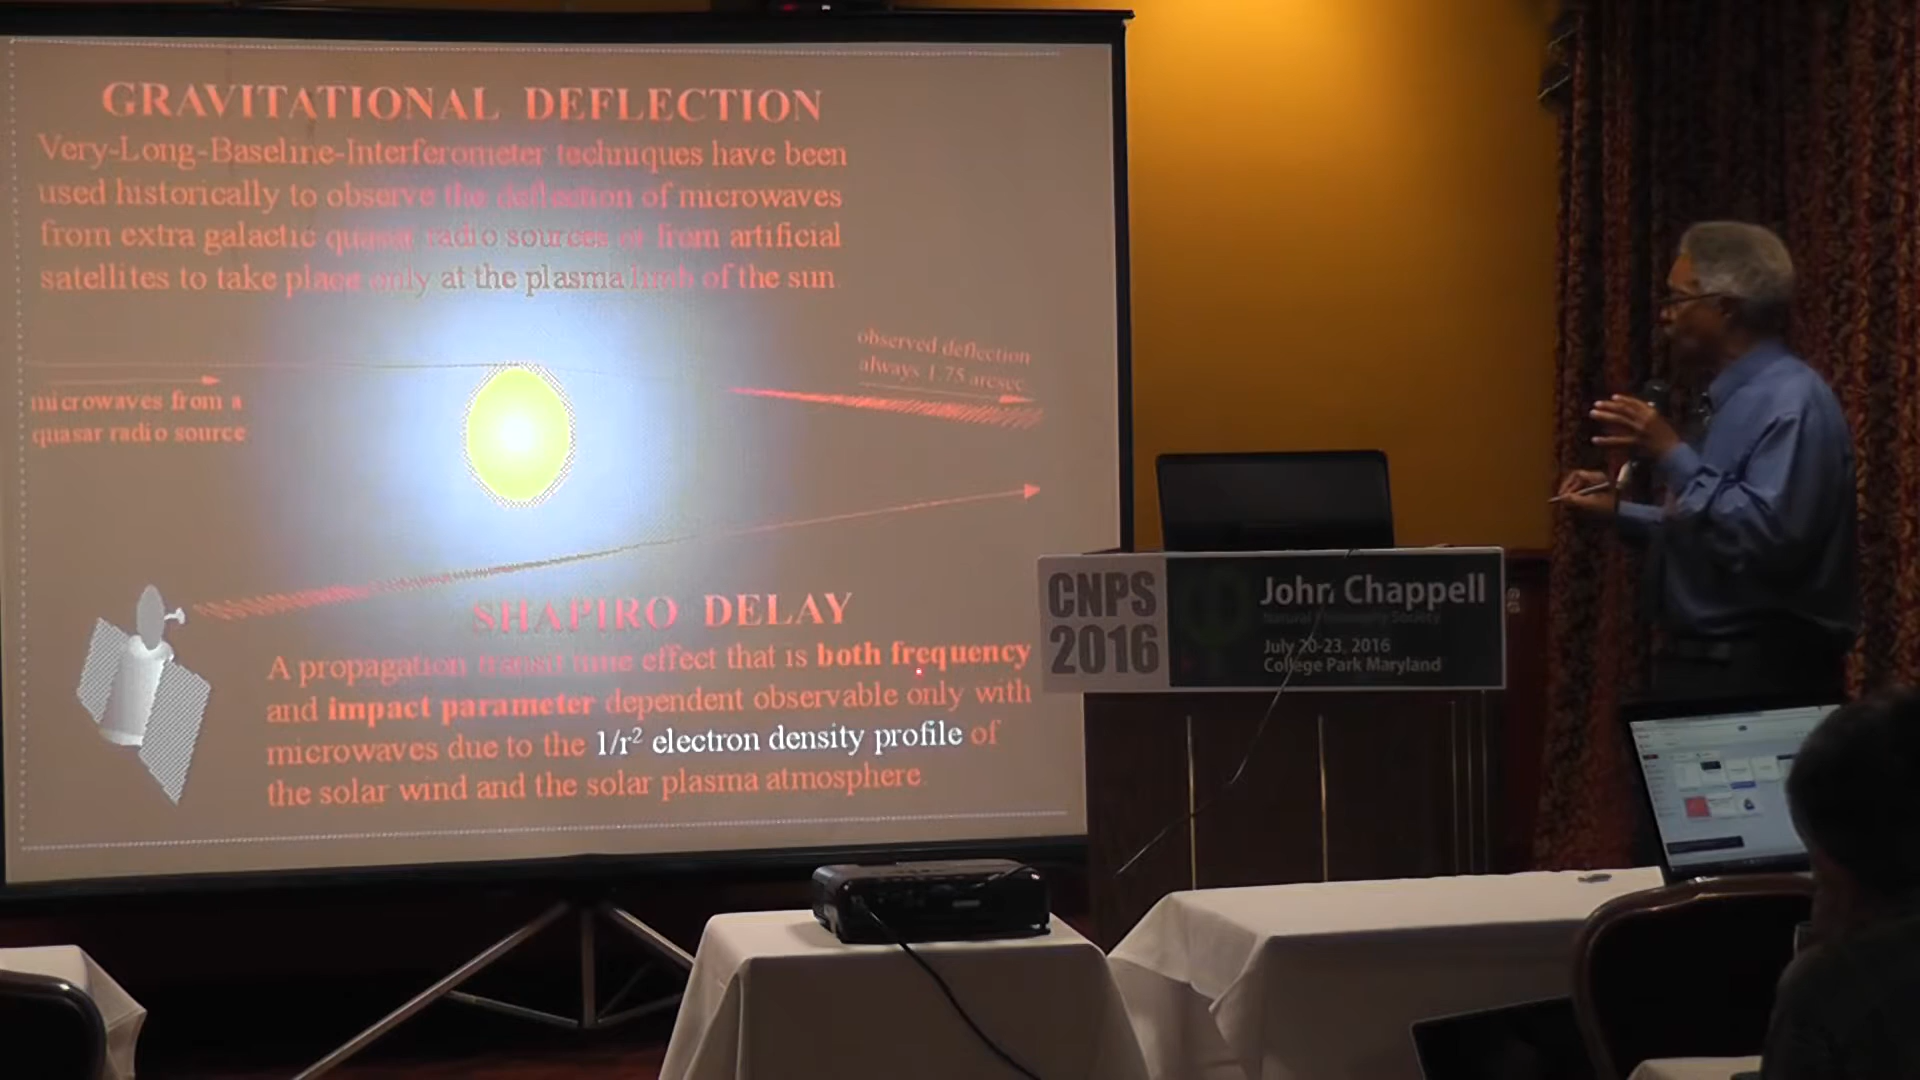 GRAVITATIONAL DEFLECTION
Very-Long-Baseline-Interferometer techniques have been
used historically to observe the deflection of microwaves
from extra galactic quasar radio sources or from artificial
satellites to take place only at the plasma limb of the sun
observed deflection
always 1.75 arcsec.
microwaves from a
quasar radio source
SHAPIRO DELAY
A propagation transit time effect that is both frequency
and impact parameter dependent observable only with
microwaves due to the 1/r² electron density profile of
the solar wind and the solar plasma atmosphere.
CNPS
2016
John Chappell
Natural Philosophy Society
July 20-23, 2016
College Park Maryland